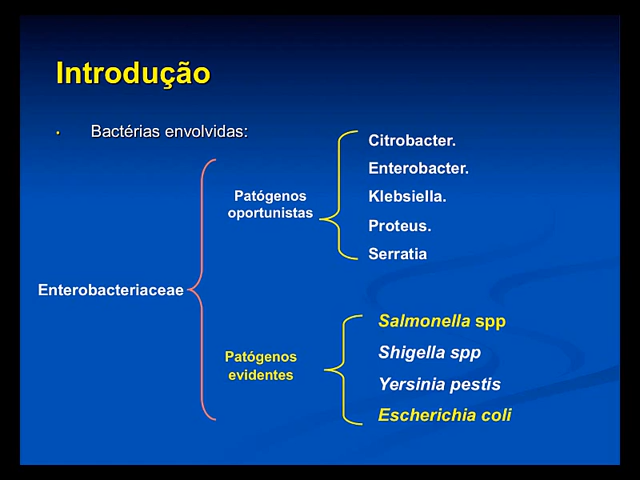 Introdução
• Bactérias envolvidas:
Enterobacteriaceae
Patógenos
oportunistas
Citrobacter.
Enterobacter.
Klebsiella.
Proteus.
Serratia
Patógenos
evidentes
Salmonella spp
Shigella spp
Yersinia pestis
Escherichia coli